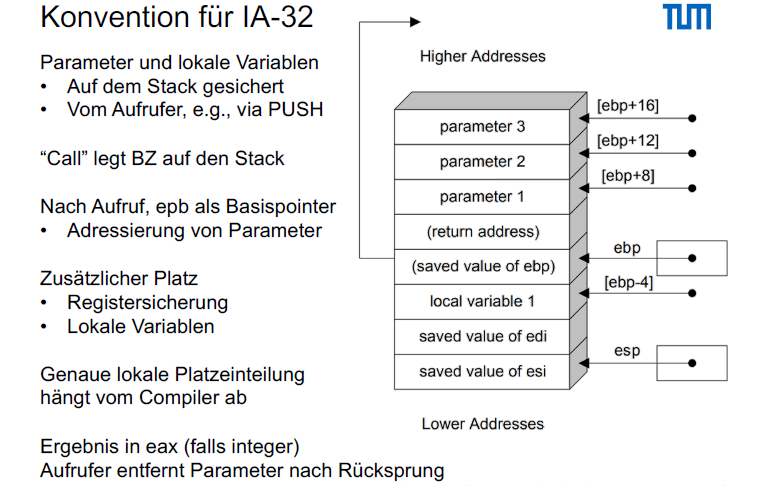 Konvention für IA-32
TUM
Parameter und lokale Variablen
• Auf dem Stack gesichert
• Vom Aufrufer, e.g., via PUSH
“Call” legt BZ auf den Stack
Nach Aufruf, epb als Basispointer
• Adressierung von Parameter
Zusätzlicher Platz
• Registersicherung
• Lokale Variablen
Genaue lokale Platzeinteilung
hängt vom Compiler ab
Ergebnis in eax (falls integer)
Aufrufer entfernt Parameter nach Rücksprung
Higher Addresses
parameter 3
[ebp+16]
parameter 2
[ebp+12]
parameter 1
[ebp+8]
(return address)
(saved value of ebp)
ebp
local variable 1
[ebp-4]
saved value of edi
saved value of esi
esp
Lower Addresses